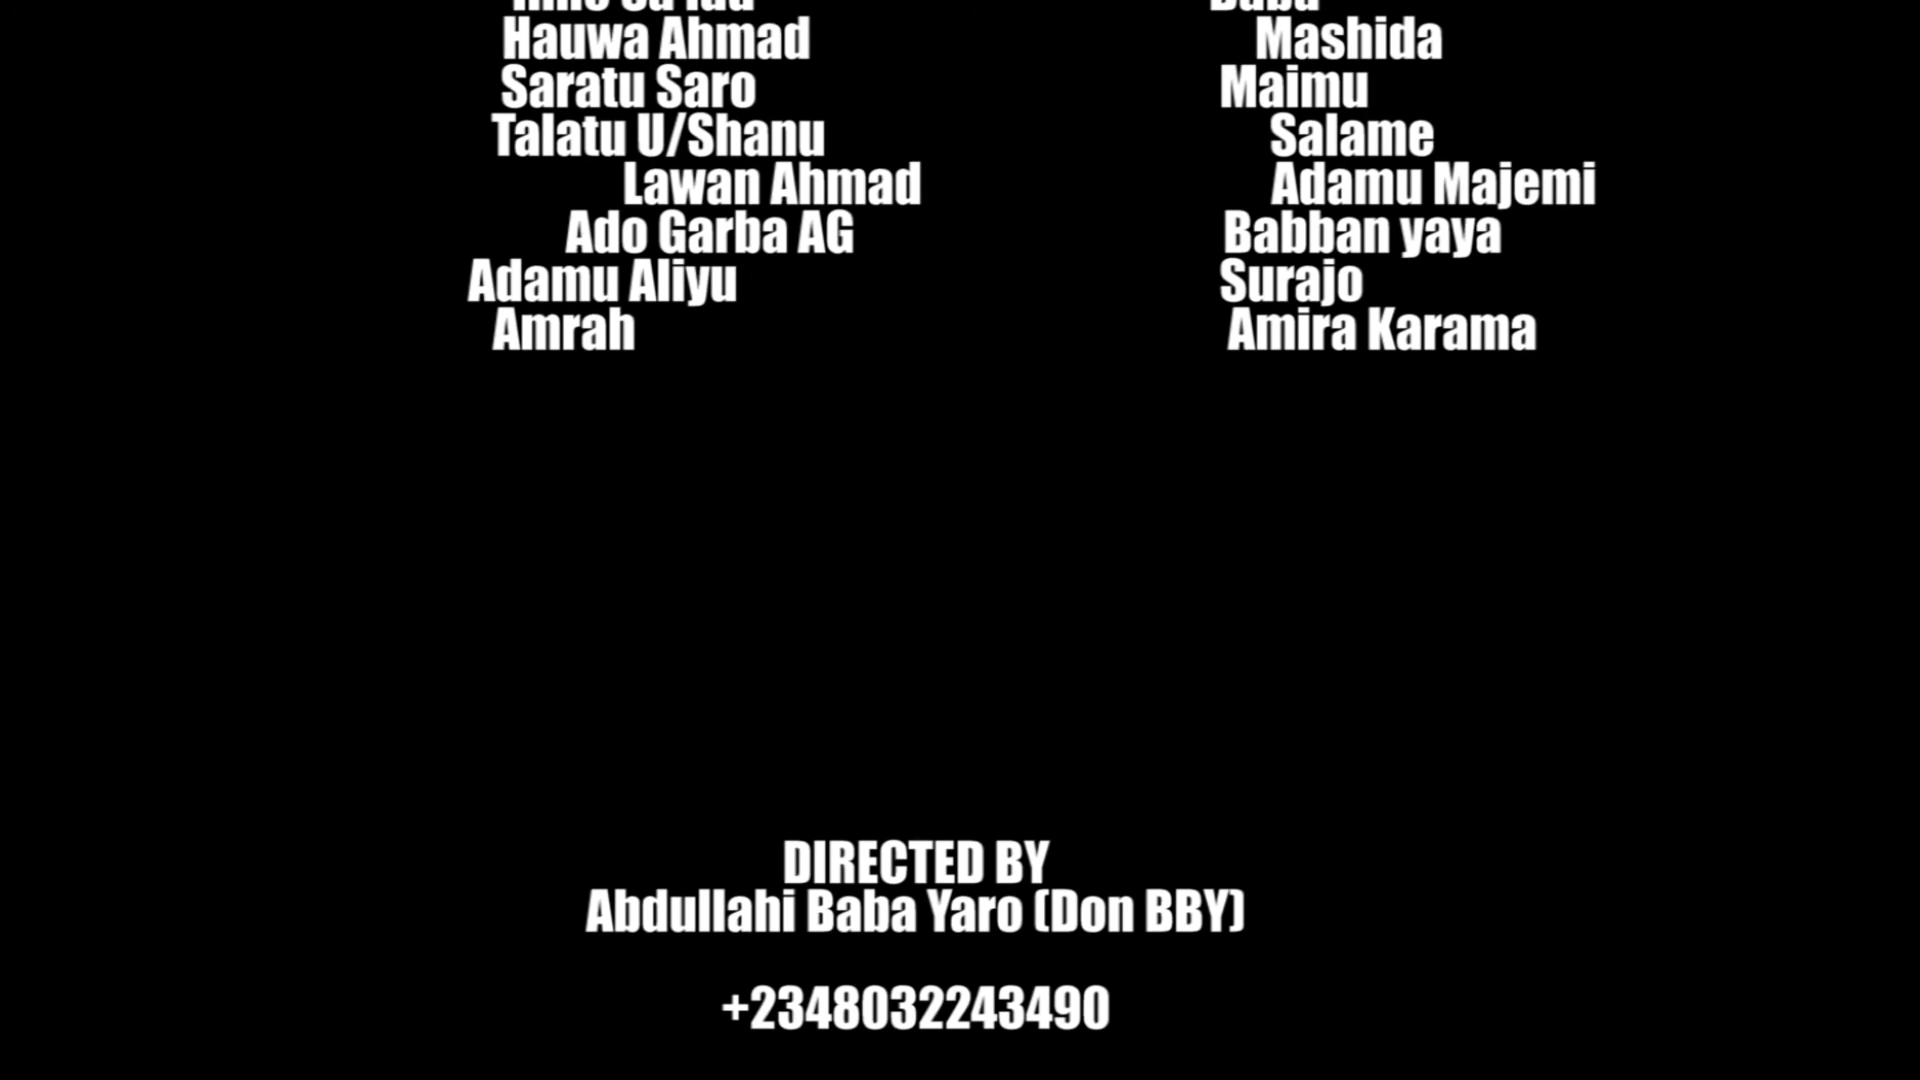 Baba
Hauwa Ahmad Mashida
Saratu Saro Maimu
Talatu U/Shanu Salame
Lawan Ahmad Adamu Majemi
Ado Garba AG Babban yaya
Adamu Aliyu Surajo
Amrah Amira Karama
DIRECTED BY
Abdullahi Baba Yaro (Don BBY)
+2348032243490